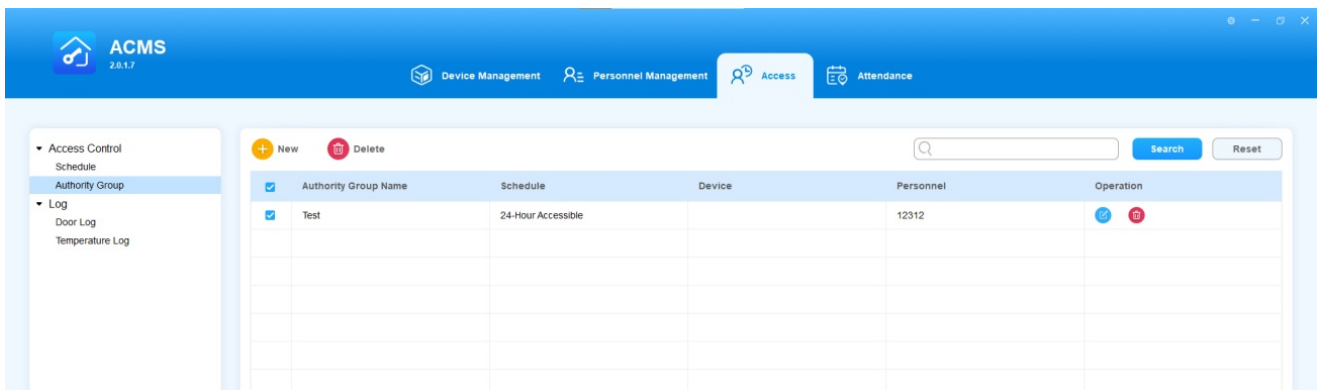 ACMS
2.0.1.7
Device Management
Personnel Management
Access
Attendance
Access Control
Schedule
Authority Group
Log
Door Log
Temperature Log
New
Delete
Search
Reset
Authority Group Name Schedule Device Personnel Operation
Test 24-Hour Accessible 12312